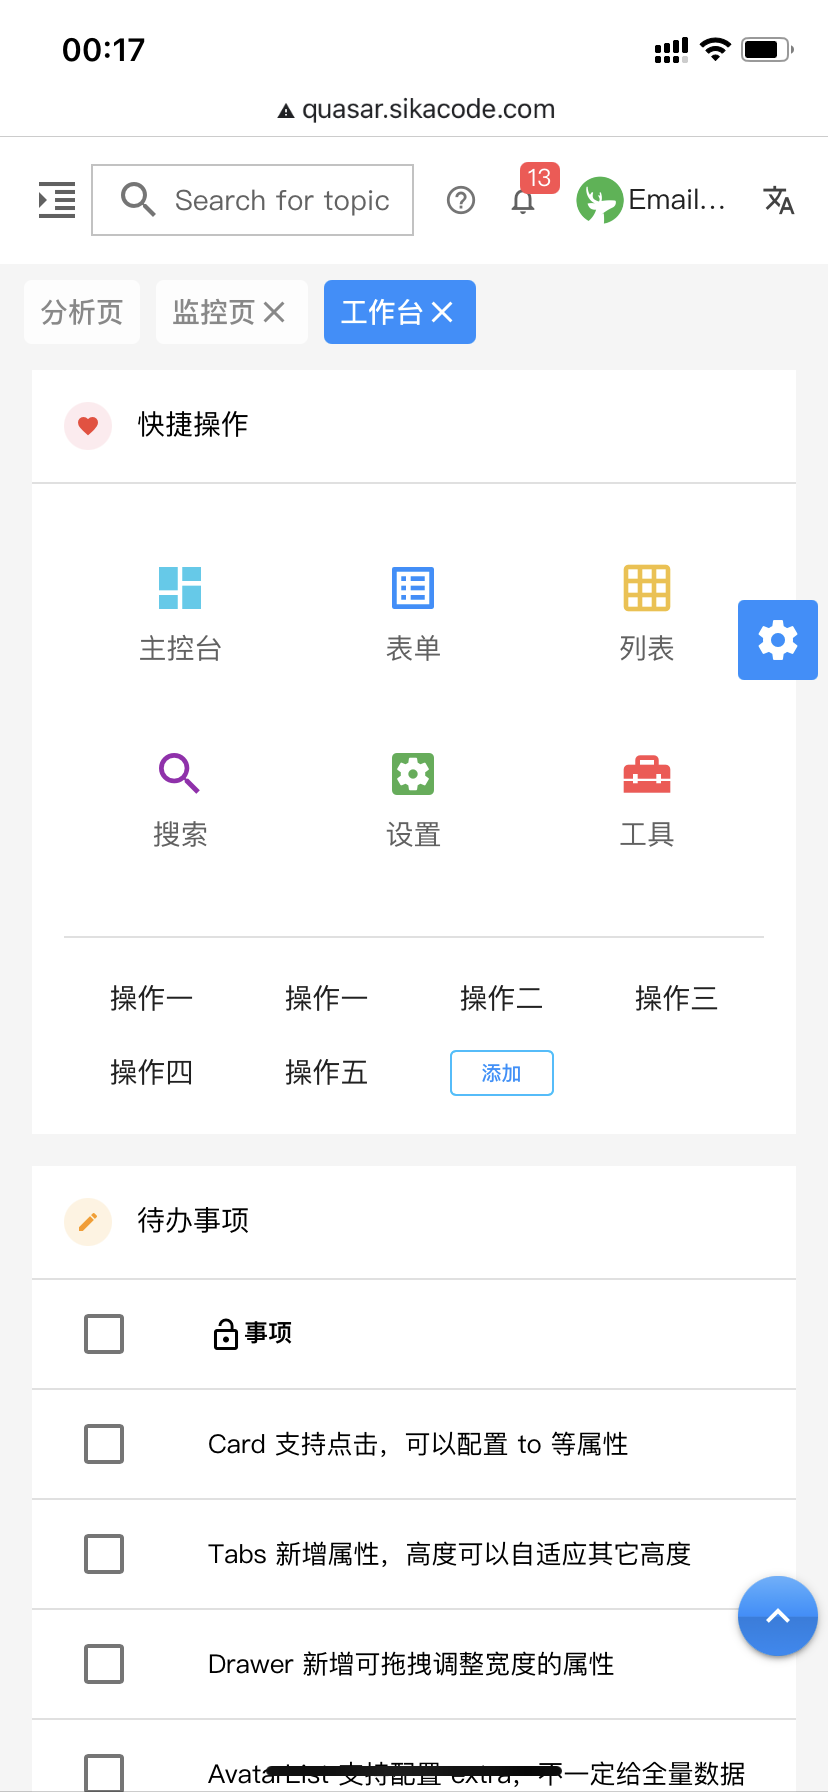 00:17
quasar.sikacode.com
Search for topic
13
Email...
分析页
监控页
工作台
快捷操作
主控台
表单
列表
搜索
设置
工具
操作一
操作一
操作二
操作三
操作四
操作五
添加
待办事项
事项
Card 支持点击，可以配置 to 等属性
Tabs 新增属性，高度可以自适应其它高度
Drawer 新增可拖拽调整宽度的属性
AvatarList 支持配置 extra，不一定给全量数据